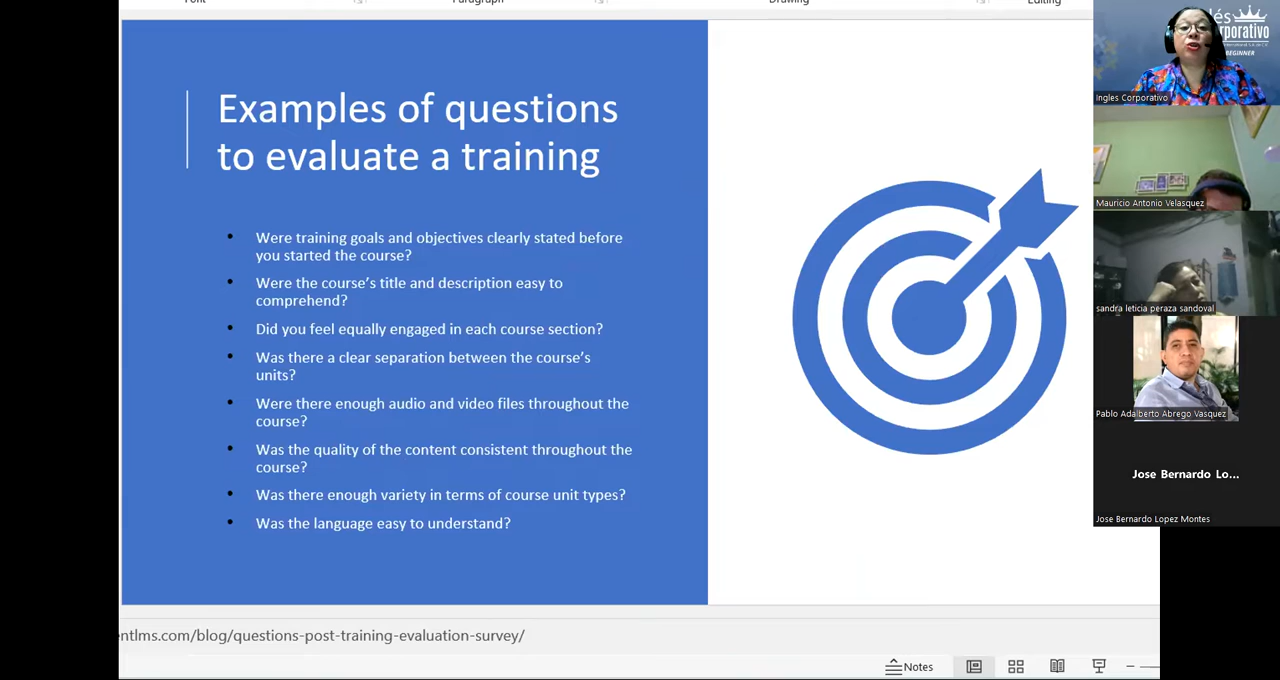 Font
Paragraph
Drawing
Editing
Examples of questions
to evaluate a training
• Were training goals and objectives clearly stated before
you started the course?
• Were the course's title and description easy to
comprehend?
• Did you feel equally engaged in each course section?
• Was there a clear separation between the course's
units?
• Were there enough audio and video files throughout the
course?
• Was the quality of the content consistent throughout the
course?
• Was there enough variety in terms of course unit types?
• Was the language easy to understand?
entlms.com/blog/questions-post-training-evaluation-survey/
Notes
BEGINNER
Ingles Corporativo
Mauricio Antonio Velasquez
sandra leticia peraza sandoval
Pablo Adalberto Abrego Vasquez
Jose Bernardo Lo...
Jose Bernardo Lopez Montes